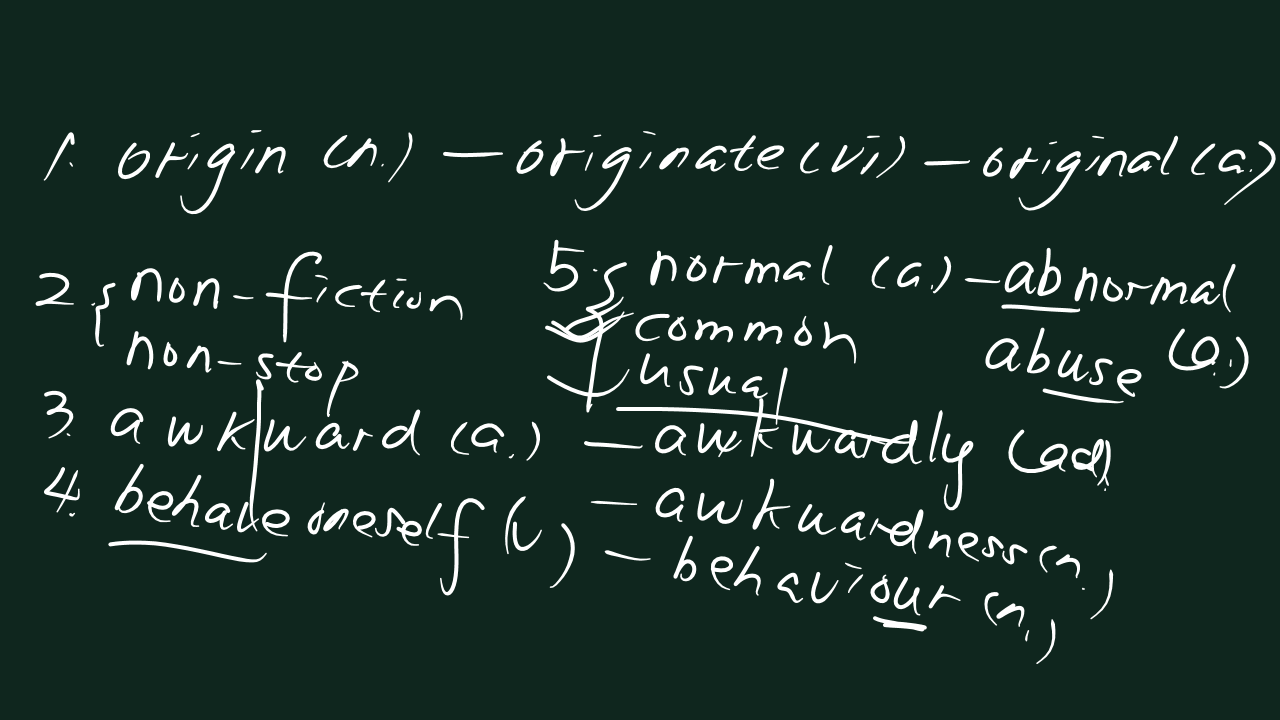 1. origin (n.) — originate (vi) — original (a.)
2. { non-fiction
non-stop
3. awkward (a.) — awkwardly (ad)
— awkwardness (n.)
4. behave oneself (v) — behaviour (n.)
5. { normal (a.) — abnormal (a.)
common
usual
abuse